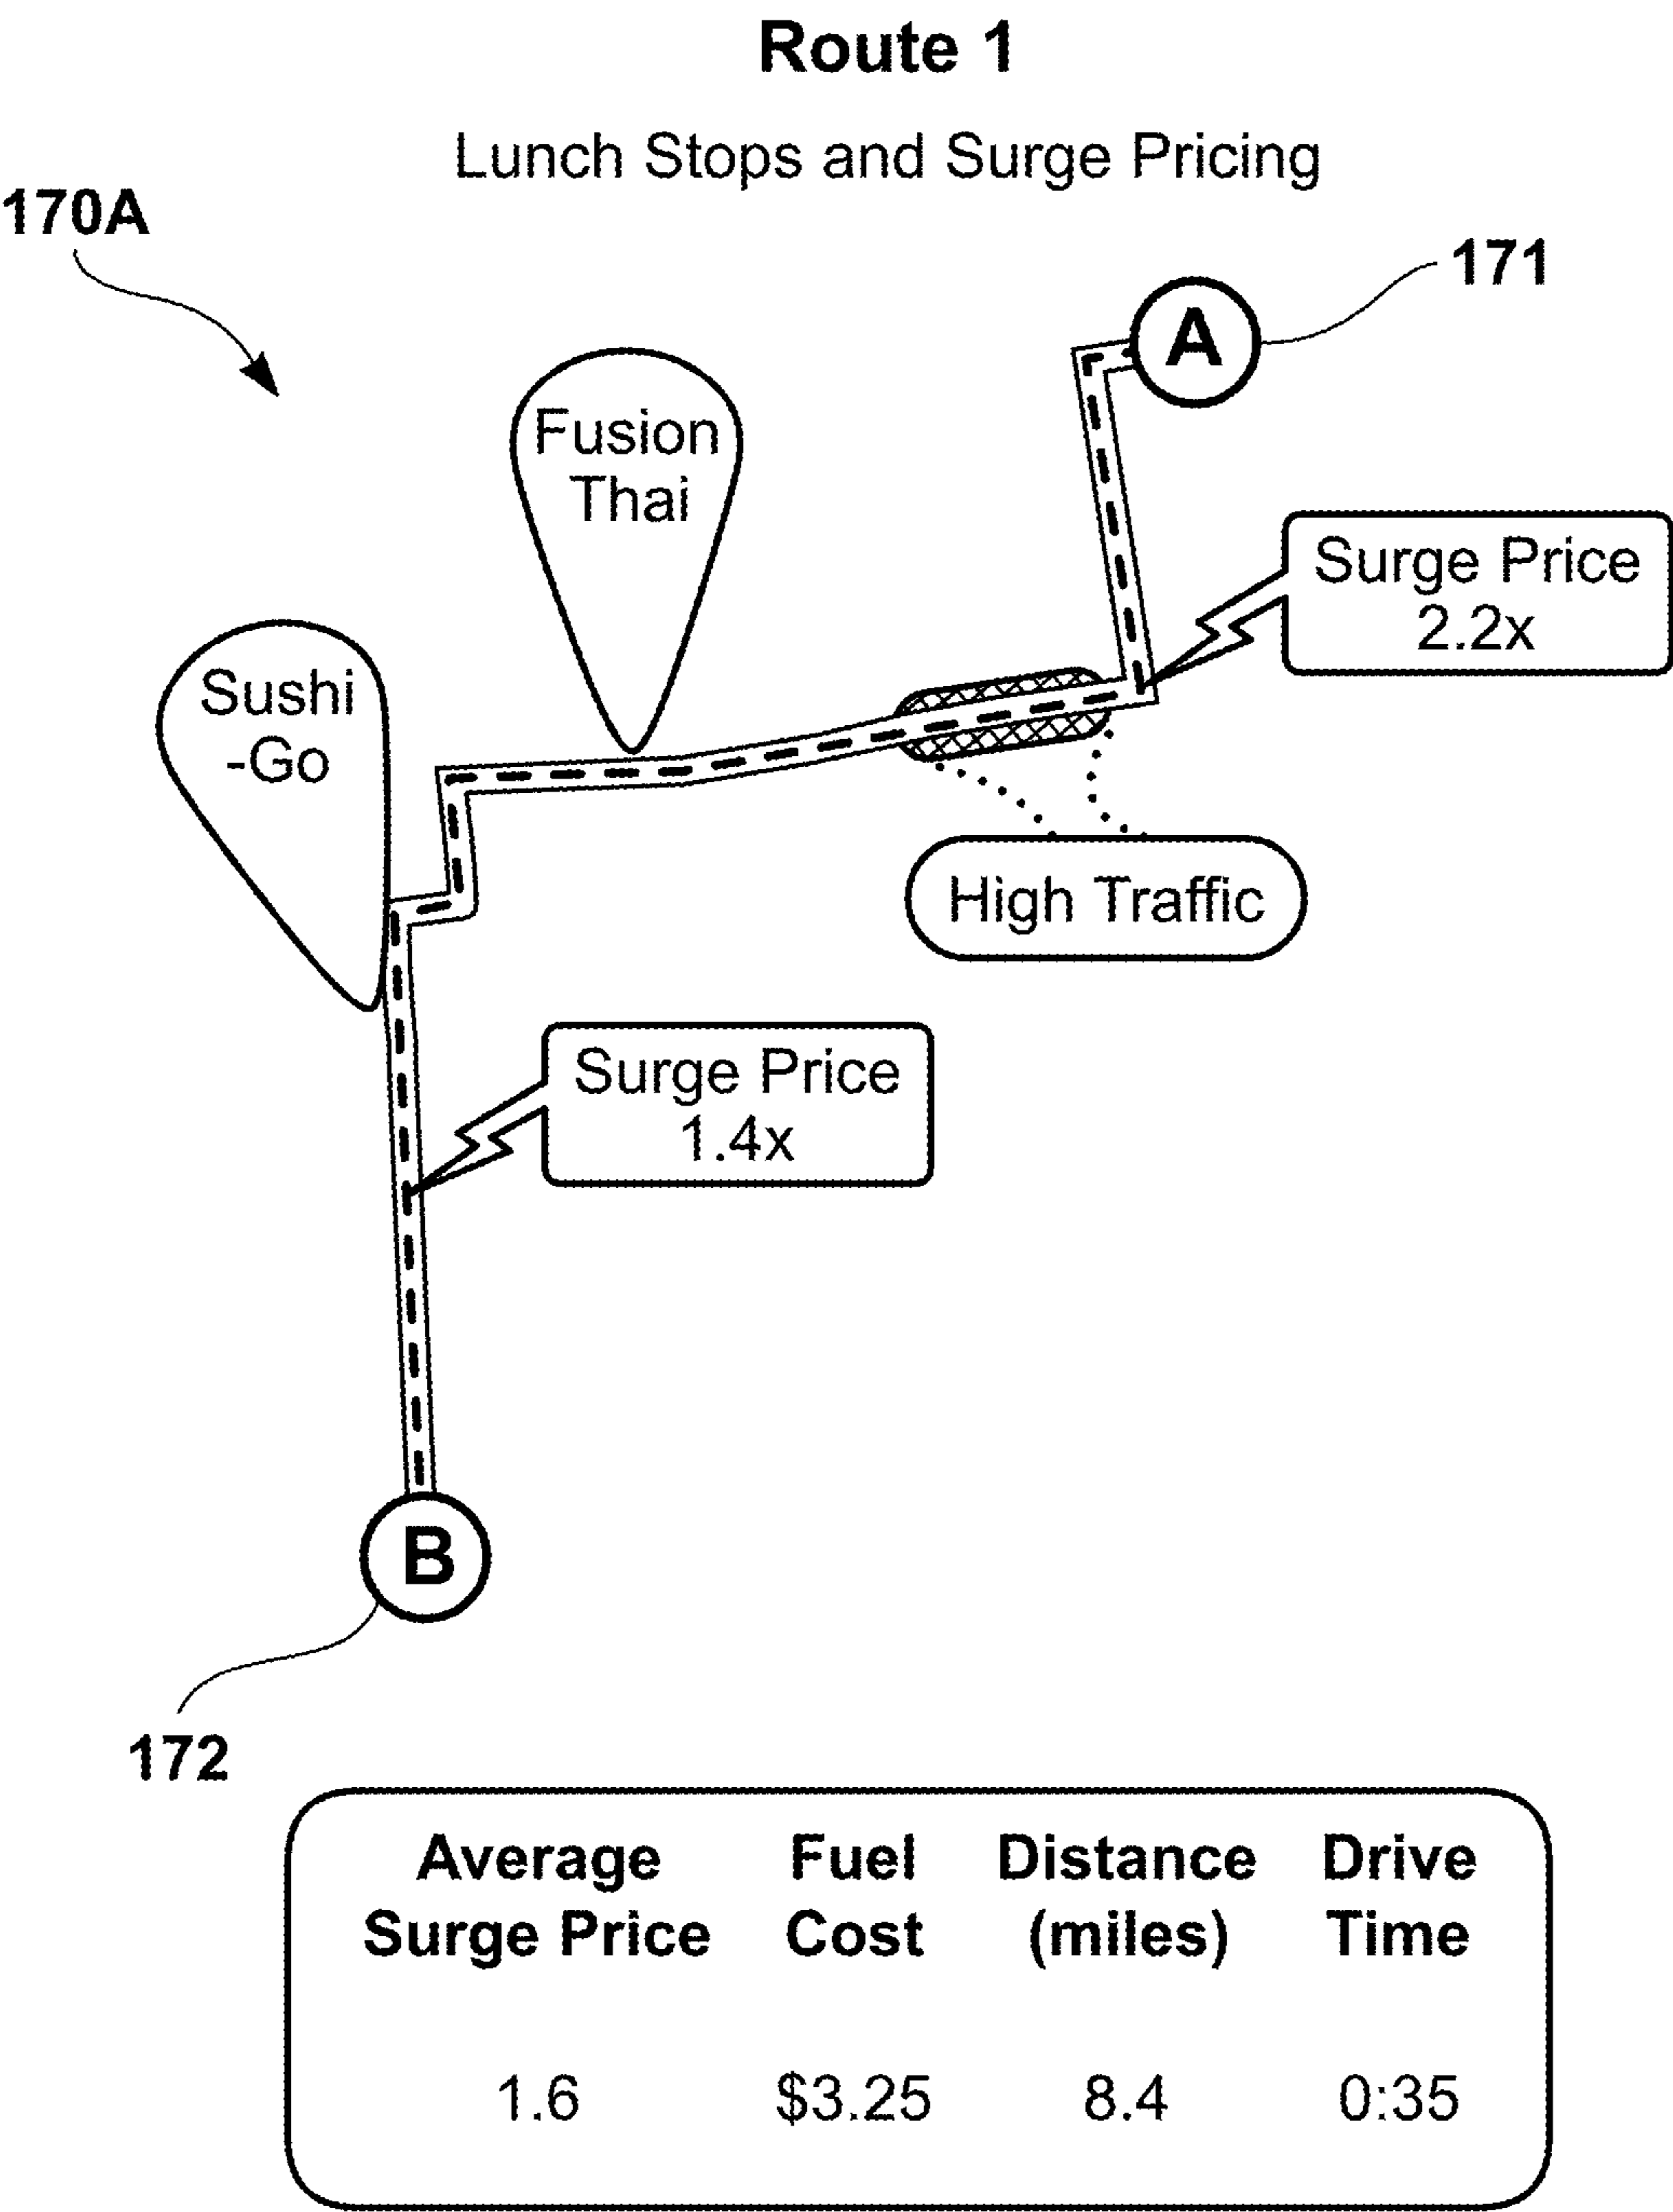 Route 1
Lunch Stops and Surge Pricing
170A
171
A
Fusion
Thai
Surge Price
2.2x
Sushi
-Go
High Traffic
Surge Price
1.4x
B
172
Average Fuel Distance Drive
Surge Price Cost (miles) Time
1.6 $3.25 8.4 0:35